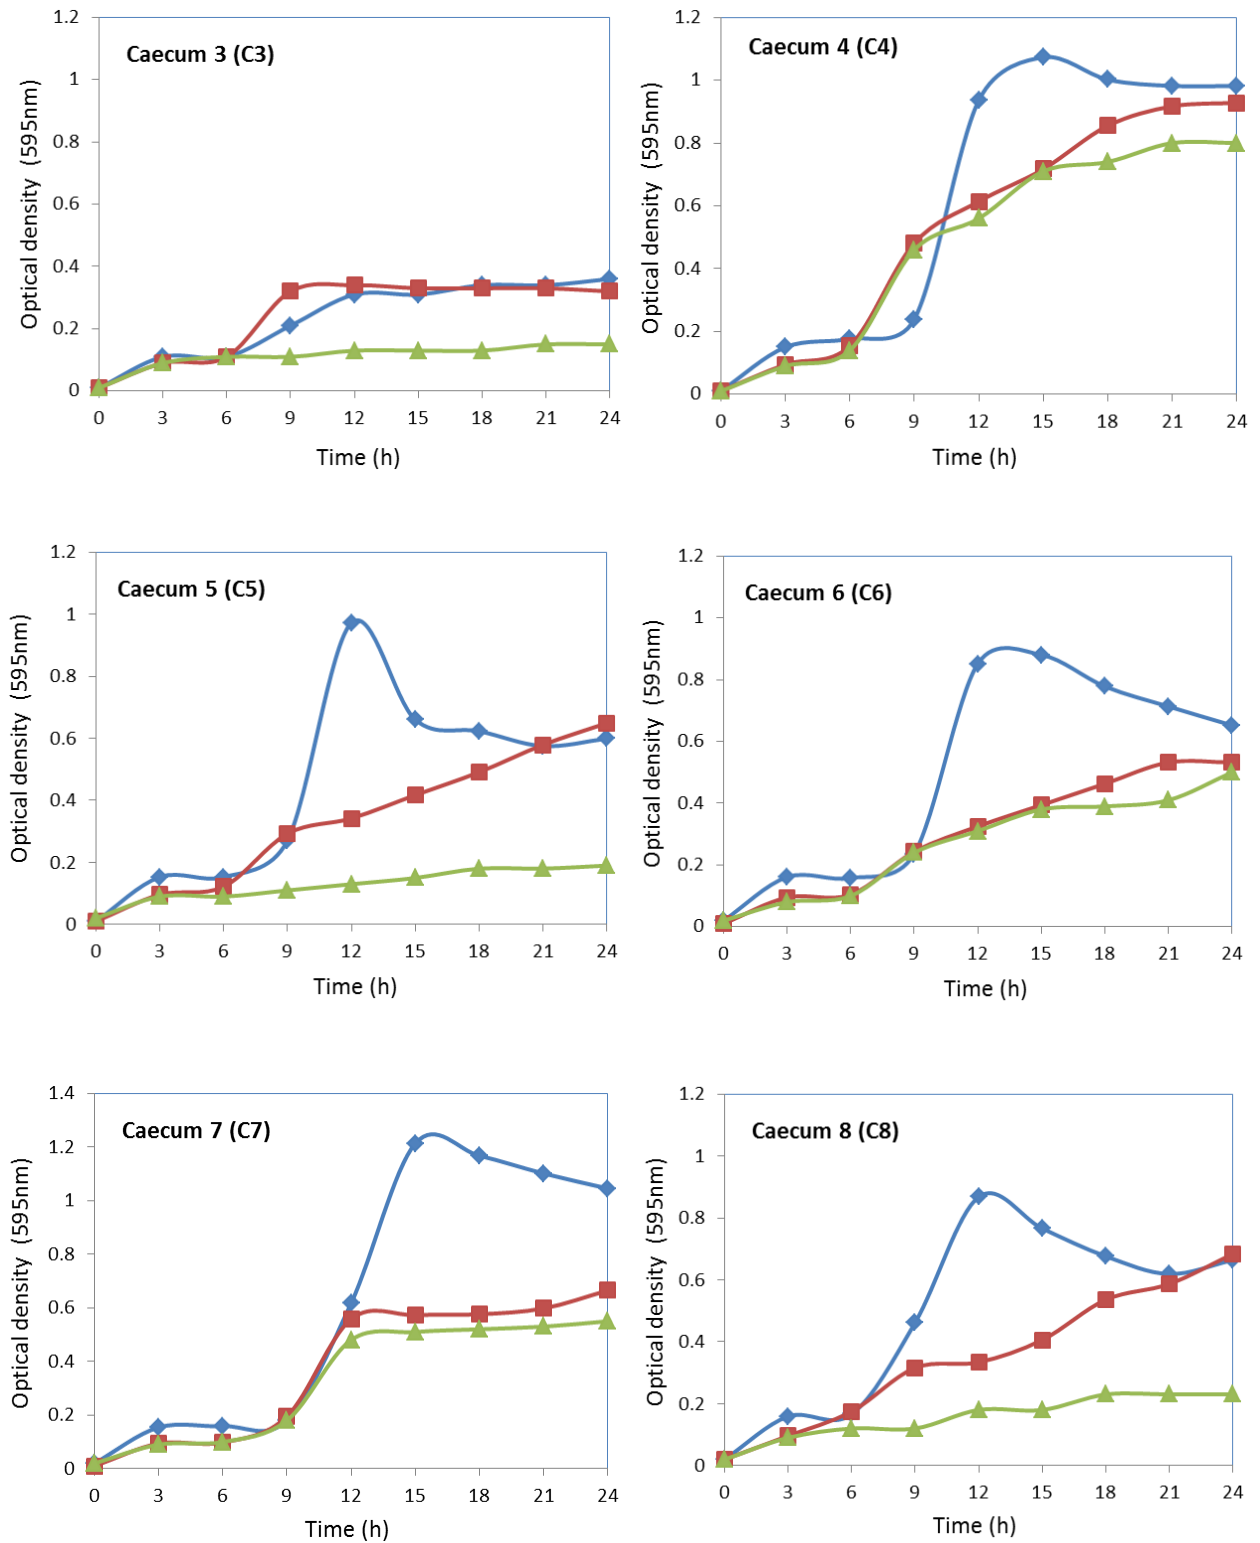 Caecum 3 (C3)
Optical density (595nm)
1.2
1
0.8
0.6
0.4
0.2
0
0 3 6 9 12 15 18 21 24
Time (h)
Caecum 4 (C4)
Optical density (595nm)
1.2
1
0.8
0.6
0.4
0.2
0
0 3 6 9 12 15 18 21 24
Time (h)
Caecum 5 (C5)
Optical density (595nm)
1.2
1
0.8
0.6
0.4
0.2
0
0 3 6 9 12 15 18 21 24
Time (h)
Caecum 6 (C6)
Optical density (595nm)
1.2
1
0.8
0.6
0.4
0.2
0
0 3 6 9 12 15 18 21 24
Time (h)
Caecum 7 (C7)
Optical density (595nm)
1.4
1.2
1
0.8
0.6
0.4
0.2
0
0 3 6 9 12 15 18 21 24
Time (h)
Caecum 8 (C8)
Optical density (595nm)
1.2
1
0.8
0.6
0.4
0.2
0
0 3 6 9 12 15 18 21 24
Time (h)